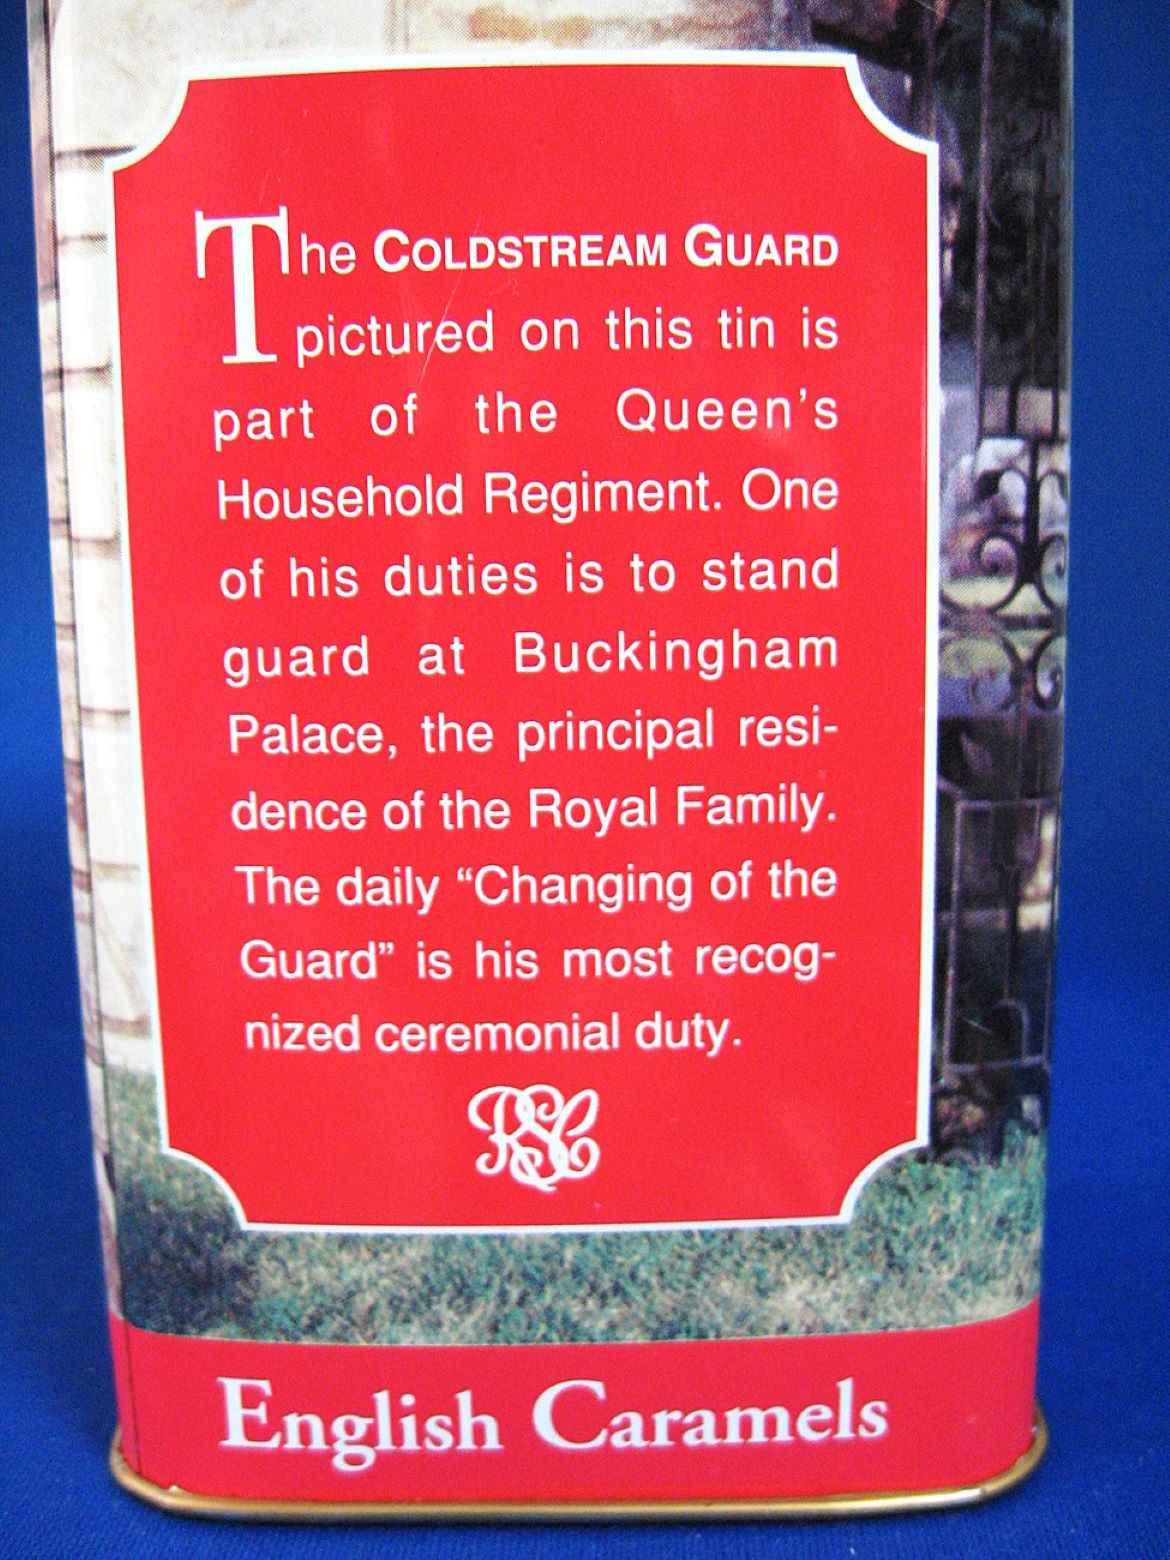 The COLDSTREAM GUARD
pictured on this tin is
part of the Queen's
Household Regiment. One
of his duties is to stand
guard at Buckingham
Palace, the principal resi-
dence of the Royal Family.
The daily “Changing of the
Guard” is his most recog-
nized ceremonial duty.
RSC
English Caramels